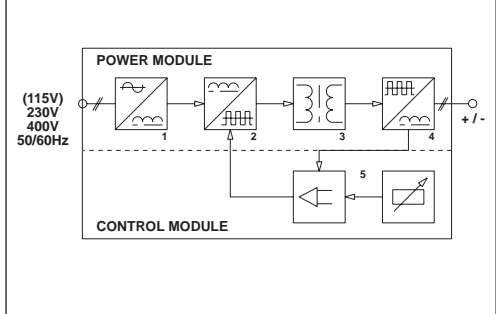 POWER MODULE
(115V)
230V
400V
50/60Hz
1
2
3
4
+ / -
5
CONTROL MODULE